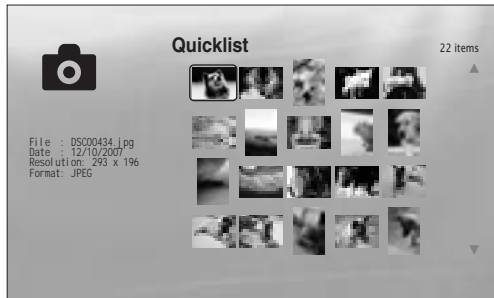 Quicklist
22 items
File : DSC00434.jpg
Date : 12/10/2007
Resolution: 293 x 196
Format: JPEG